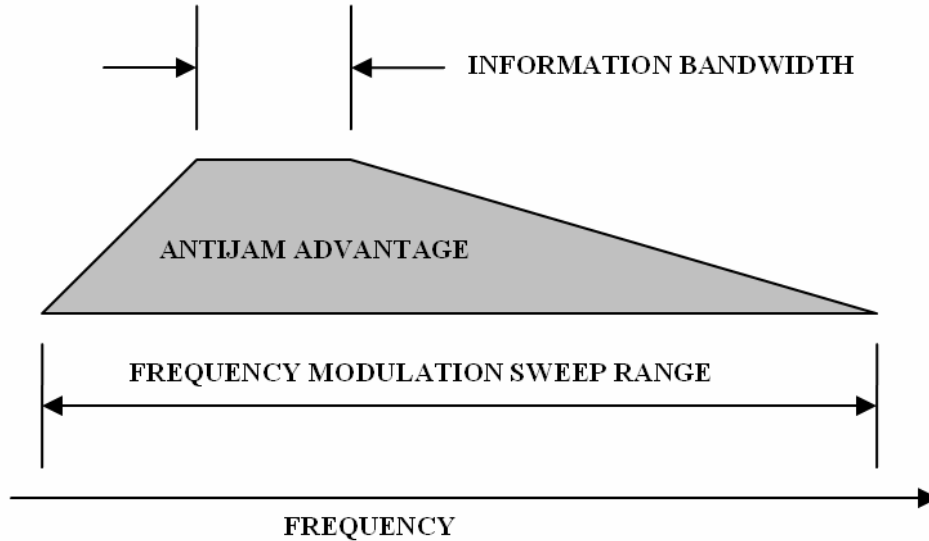 INFORMATION BANDWIDTH
ANTIJAM ADVANTAGE
FREQUENCY MODULATION SWEEP RANGE
FREQUENCY